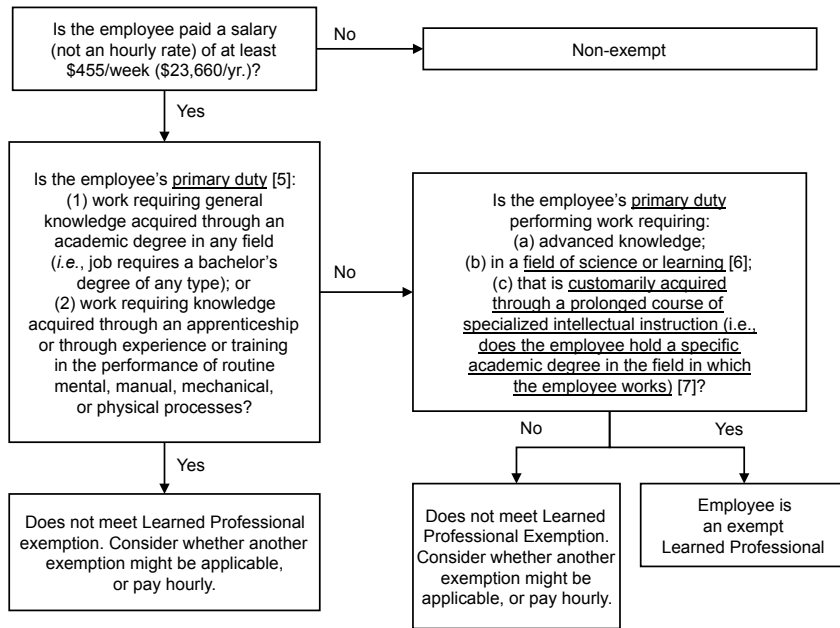 Is the employee paid a salary
(not an hourly rate) of at least
$455/week ($23,660/yr.)?
No
Non-exempt
Yes
Is the employee’s primary duty [5]:
(1) work requiring general
knowledge acquired through an
academic degree in any field
(i.e., job requires a bachelor’s
degree of any type); or
(2) work requiring knowledge
acquired through an apprenticeship
or through experience or training
in the performance of routine
mental, manual, mechanical,
or physical processes?
No
Is the employee’s primary duty
performing work requiring:
(a) advanced knowledge;
(b) in a field of science or learning [6];
(c) that is customarily acquired
through a prolonged course of
specialized intellectual instruction (i.e.,
does the employee hold a specific
academic degree in the field in which
the employee works) [7]?
Yes
Does not meet Learned Professional
exemption. Consider whether another
exemption might be applicable,
or pay hourly.
No
Does not meet Learned
Professional Exemption.
Consider whether another
exemption might be
applicable, or pay hourly.
Yes
Employee is
an exempt
Learned Professional